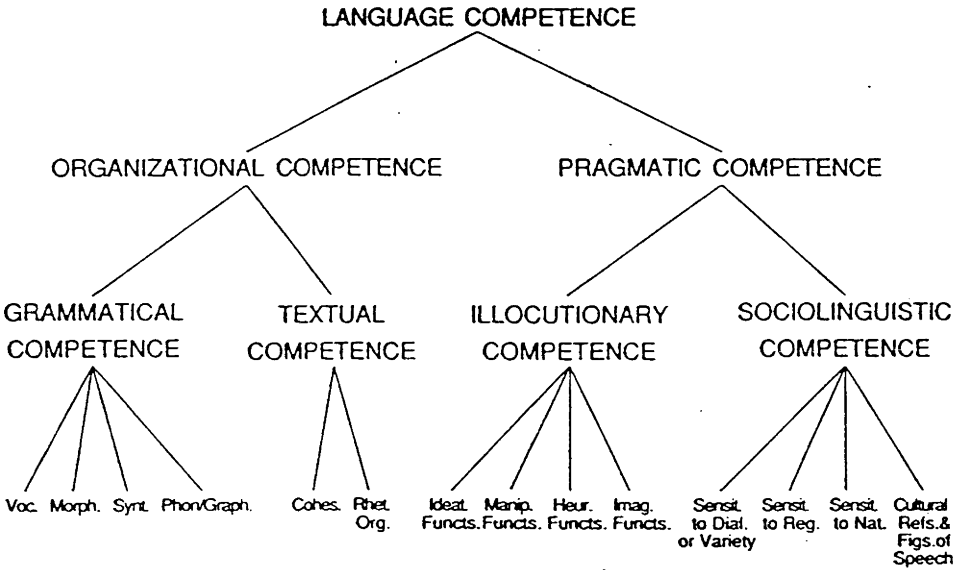 LANGUAGE COMPETENCE
ORGANIZATIONAL COMPETENCE
PRAGMATIC COMPETENCE
GRAMMATICAL
COMPETENCE
TEXTUAL
COMPETENCE
ILLOCUTIONARY
COMPETENCE
SOCIOLINGUISTIC
COMPETENCE
Voc.
Morph.
Synt.
Phon/Graph.
Cohes.
Rhet.
Org.
Ideat.
Functs.
Manip.
Functs.
Heur.
Functs.
Imag.
Functs.
Sensit.
to Dial.
or Variety
Sensit.
to Reg.
Sensit.
to Nat.
Cultural
Refs.&
Figs.of
Speech